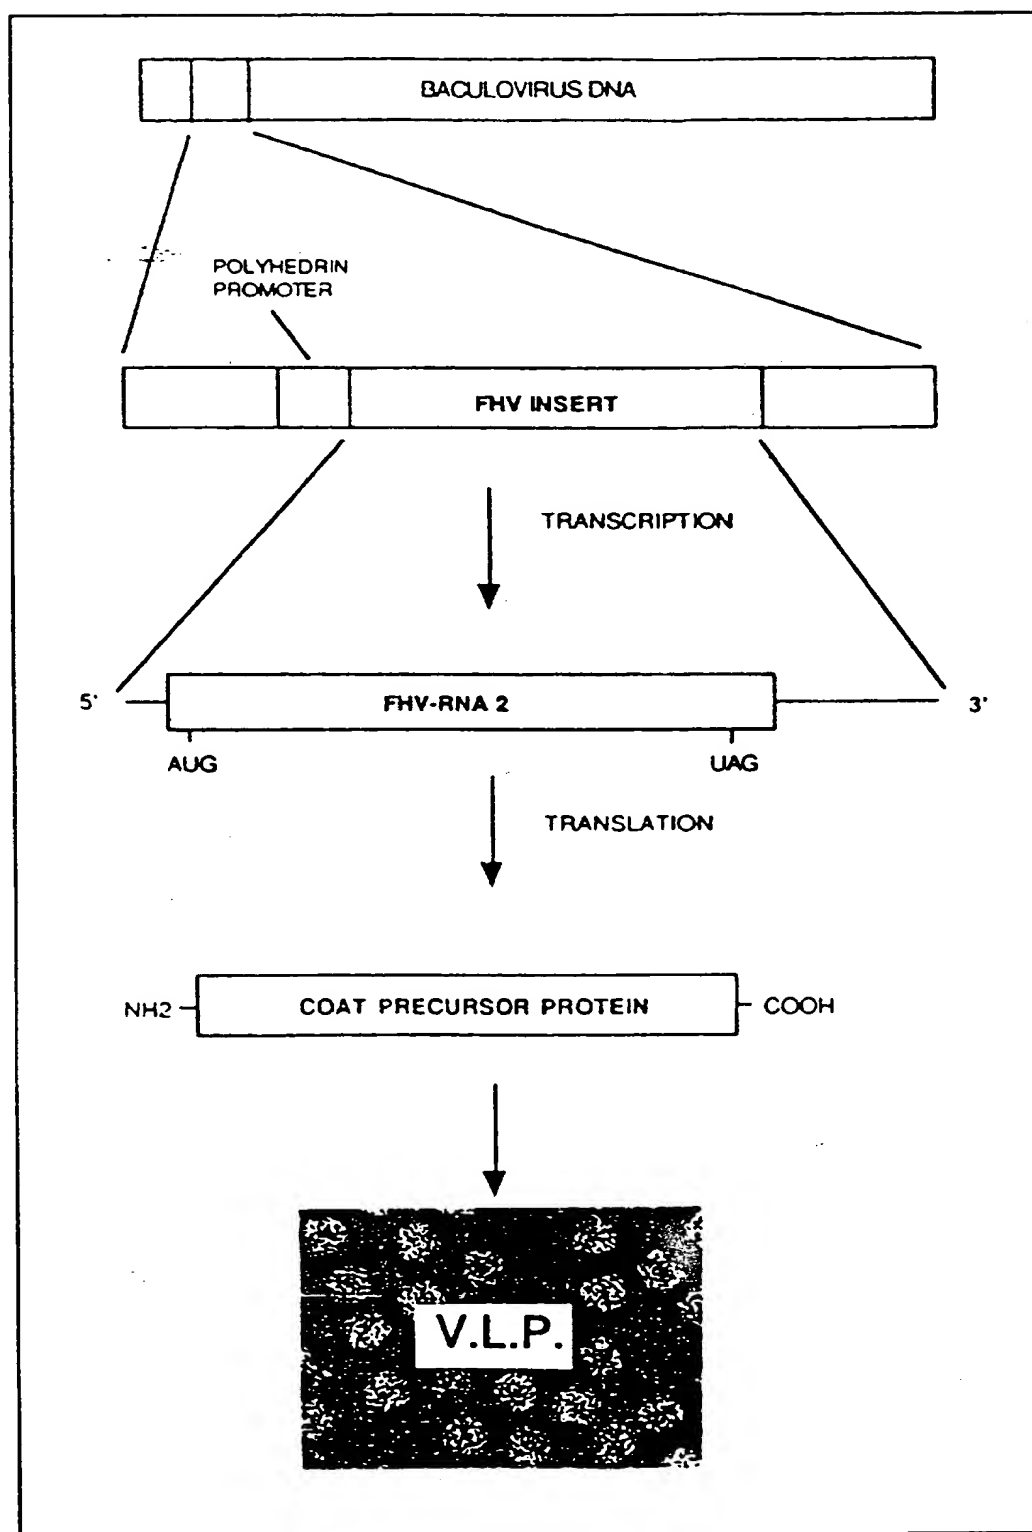 BACULOVIRUS DNA
POLYHEDRIN
PROMOTER
FHV INSERT
TRANSCRIPTION
5'
FHV-RNA 2
3'
AUG
UAG
TRANSLATION
NH2
COAT PRECURSOR PROTEIN
COOH
V.L.P.